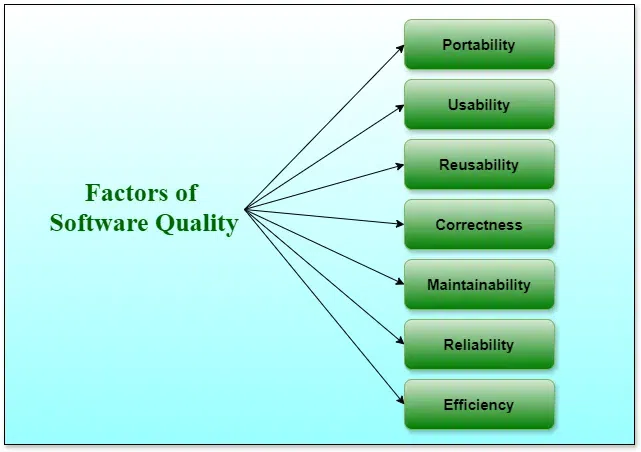 Factors of
Software Quality
Portability
Usability
Reusability
Correctness
Maintainability
Reliability
Efficiency